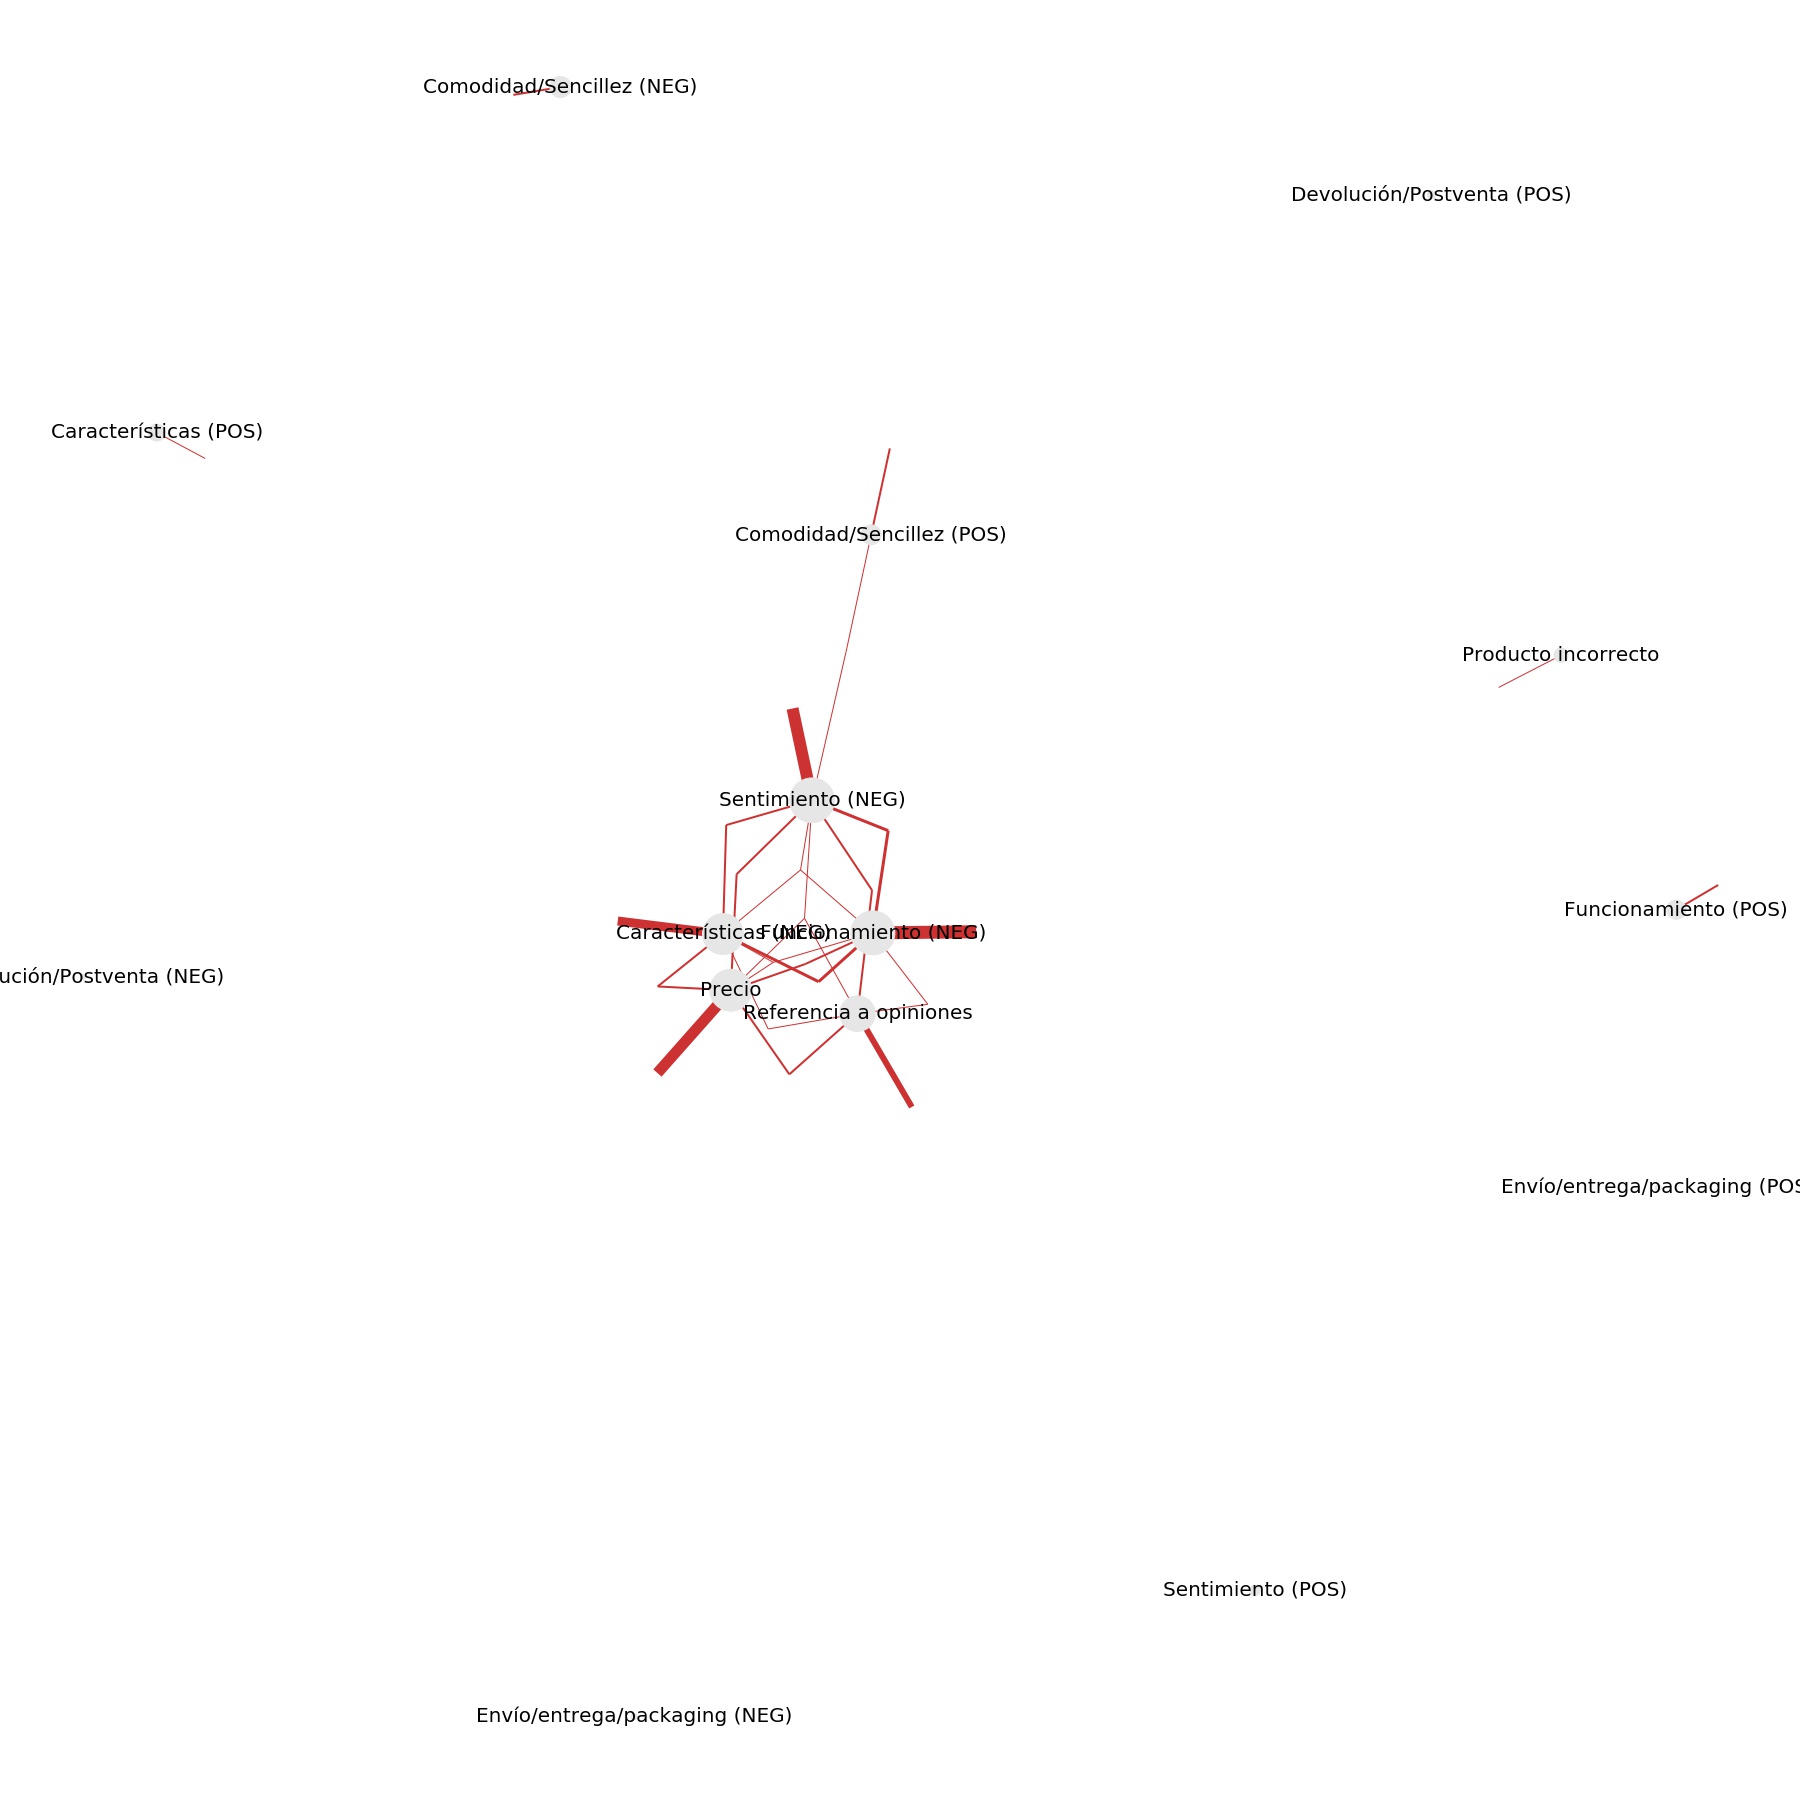 Comodidad/Sencillez (NEG)
Devolución/Postventa (POS)
Características (POS)
Comodidad/Sencillez (POS)
Producto incorrecto
Sentimiento (NEG)
Funcionamiento (POS)
Características (NEG)
Funcionamiento (NEG)
ución/Postventa (NEG)
Precio
Referencia a opiniones
Envío/entrega/packaging (POS
Sentimiento (POS)
Envío/entrega/packaging (NEG)